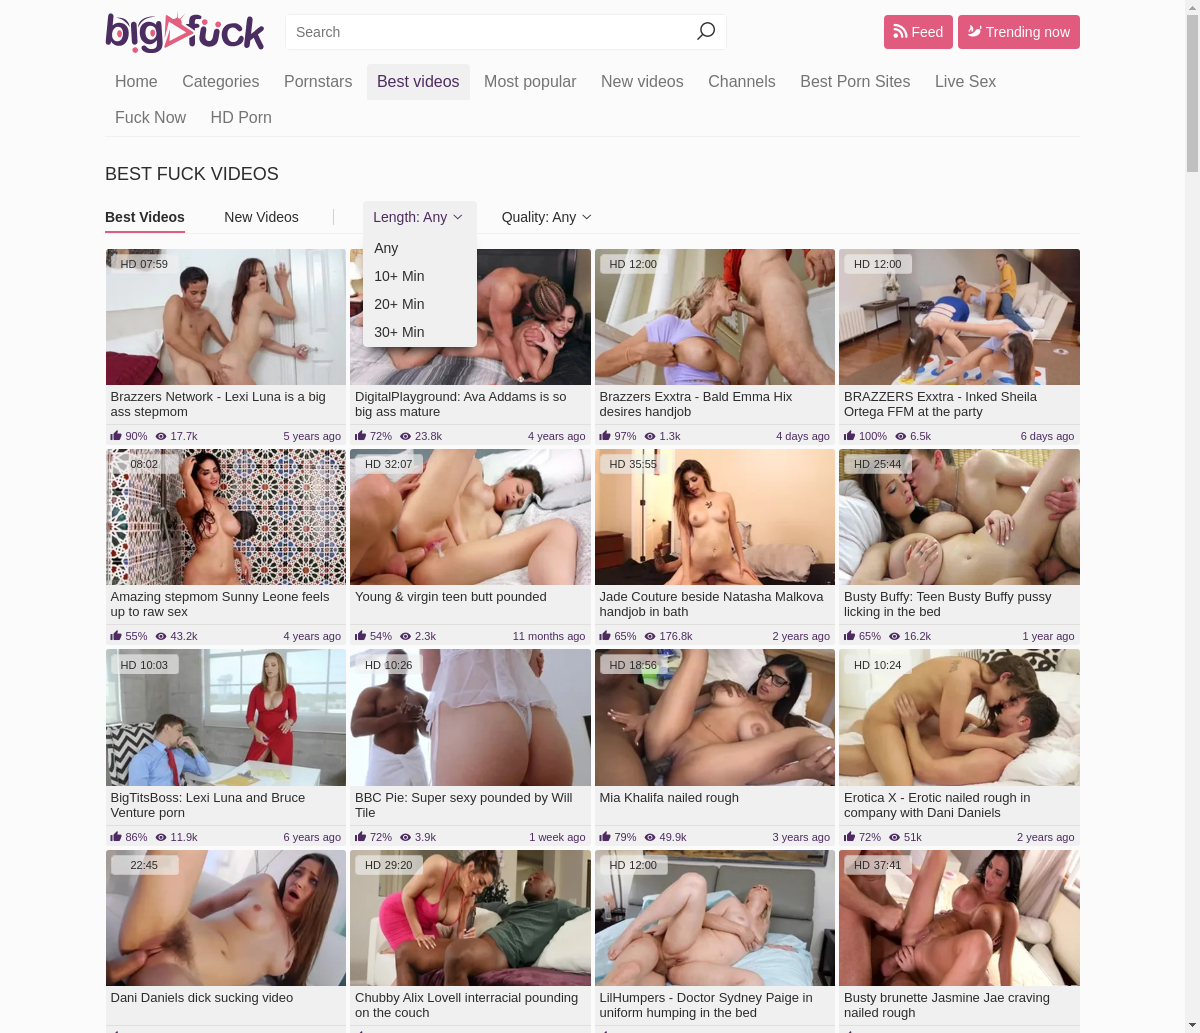 bigfuck
Search
Feed
Trending now
Home Categories Pornstars Best videos Most popular New videos Channels Best Porn Sites Live Sex
Fuck Now HD Porn
BEST FUCK VIDEOS
Best Videos New Videos Length: Any Quality: Any
Any
10+ Min
20+ Min
30+ Min
HD 07:59
Brazzers Network - Lexi Luna is a big
ass stepmom
90% 17.7k 5 years ago
DigitalPlayground: Ava Addams is so
big ass mature
72% 23.8k 4 years ago
HD 12:00
Brazzers Exxtra - Bald Emma Hix
desires handjob
97% 1.3k 4 days ago
HD 12:00
BRAZZERS Exxtra - Inked Sheila
Ortega FFM at the party
100% 6.5k 6 days ago
08:02
Amazing stepmom Sunny Leone feels
up to raw sex
55% 43.2k 4 years ago
HD 32:07
Young & virgin teen butt pounded
54% 2.3k 11 months ago
HD 35:55
Jade Couture beside Natasha Malkova
handjob in bath
65% 176.8k 2 years ago
HD 25:44
Busty Buffy: Teen Busty Buffy pussy
licking in the bed
65% 16.2k 1 year ago
HD 10:03
BigTitsBoss: Lexi Luna and Bruce
Venture porn
86% 11.9k 6 years ago
HD 10:26
BBC Pie: Super sexy pounded by Will
Tile
72% 3.9k 1 week ago
HD 18:56
Mia Khalifa nailed rough
79% 49.9k 3 years ago
HD 10:24
Erotica X - Erotic nailed rough in
company with Dani Daniels
72% 51k 2 years ago
22:45
Dani Daniels dick sucking video
HD 29:20
Chubby Alix Lovell interracial pounding
on the couch
HD 12:00
LilHumpers - Doctor Sydney Paige in
uniform humping in the bed
HD 37:41
Busty brunette Jasmine Jae craving
nailed rough